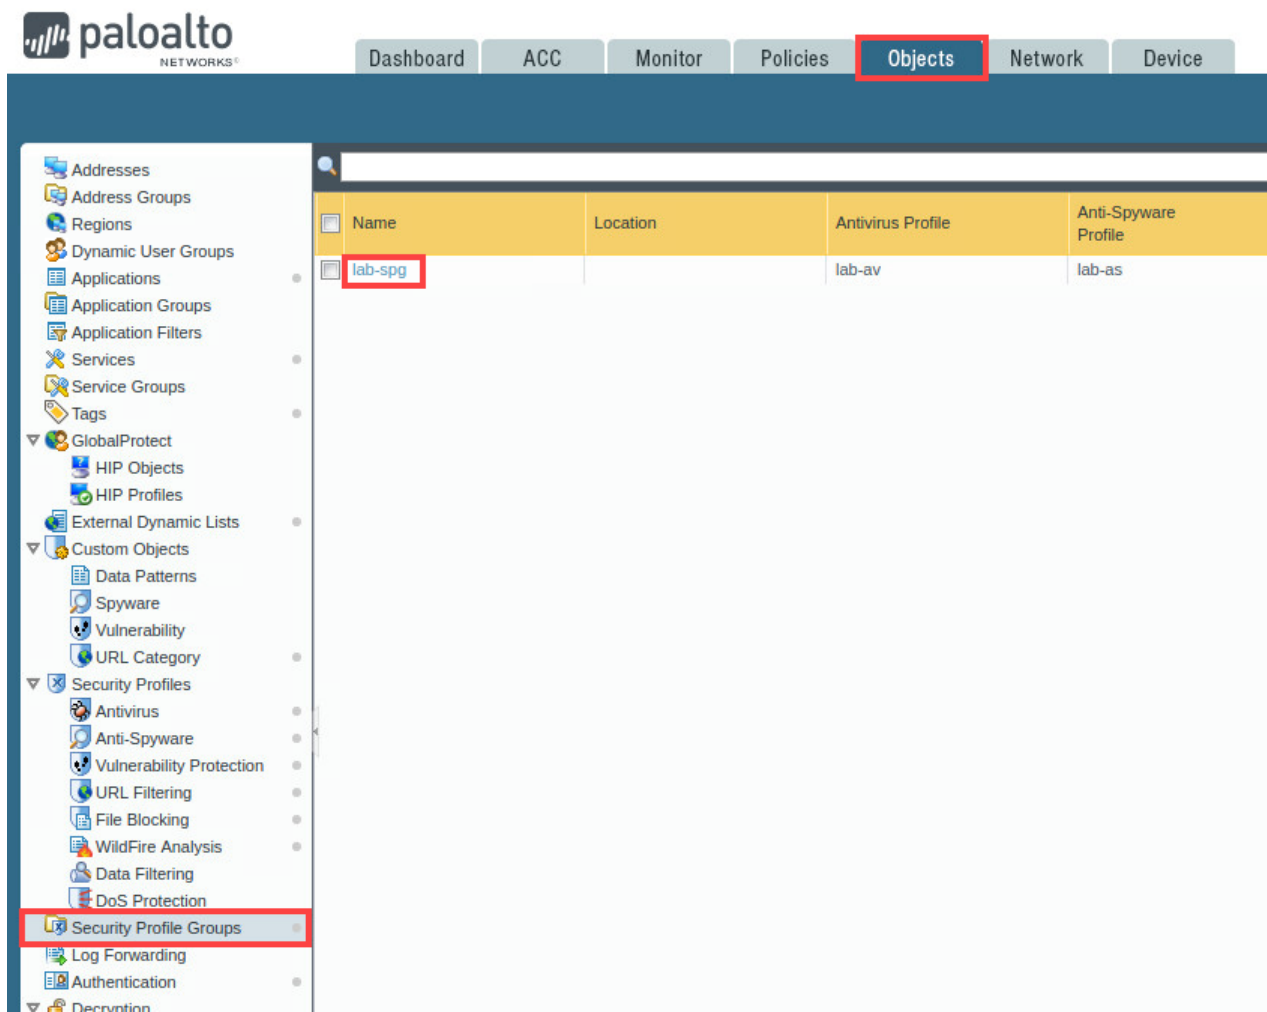 paloalto
NETWORKS®
Dashboard ACC Monitor Policies Objects Network Device
Addresses
Address Groups
Regions
Dynamic User Groups
Applications
Application Groups
Application Filters
Services
Service Groups
Tags
GlobalProtect
HIP Objects
HIP Profiles
External Dynamic Lists
Custom Objects
Data Patterns
Spyware
Vulnerability
URL Category
Security Profiles
Antivirus
Anti-Spyware
Vulnerability Protection
URL Filtering
File Blocking
WildFire Analysis
Data Filtering
DoS Protection
Security Profile Groups
Log Forwarding
Authentication
Decryption
Name Location Antivirus Profile Anti-Spyware
Profile
lab-spg lab-av lab-as